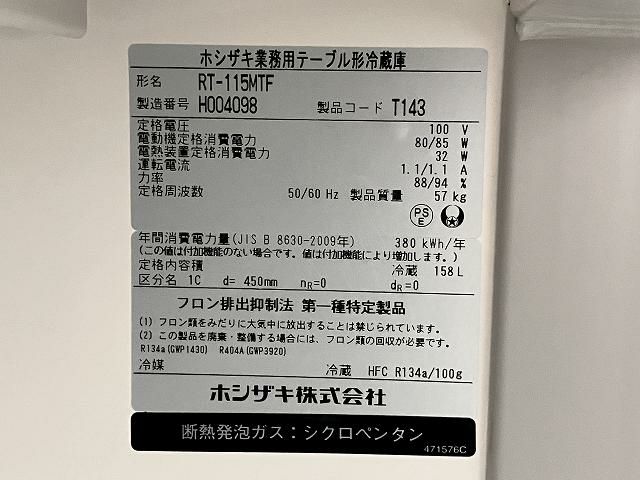 ホシザキ業務用テーブル形冷蔵庫
形名 RT-115MTF
製造番号 H004098 製品コード T143
定格電圧 100 V
電動機定格消費電力 80/85 W
電熱装置定格消費電力 32 W
運転電流 1.1/1.1 A
力率 88/94 %
定格周波数 50/60 Hz 製品質量 57 kg
PS
E
年間消費電力量(JIS B 8630-2009年) 380 kWh/年
(この値は付加機能のない場合です。値は付加機能により増加します。)
定格内容積 冷蔵 158 L
区分名 1C d= 450mm nR=0 dR=0
フロン排出抑制法 第一種特定製品
(1) フロン類をみだりに大気中に放出することは禁じられています。
(2) この製品を廃棄・整備する場合には、フロン類の回収が必要です。
R134a(GWP1430) R404A(GWP3920)
冷媒 冷蔵 HFC R134a/100g
ホシザキ株式会社
断熱発泡ガス：シクロペンタン
471576C